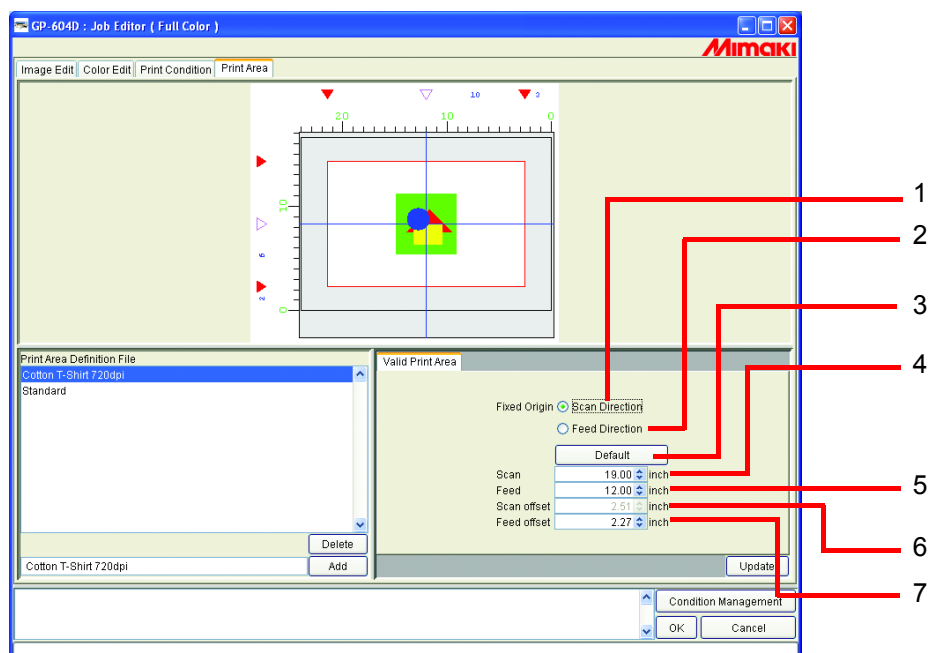 GP-604D : Job Editor ( Full Color )
Mimaki
Image Edit Color Edit Print Condition Print Area
10 2
20 10 0
10
6
2
0
Print Area Definition File
Cotton T-Shirt 720dpi
Standard
Delete
Cotton T-Shirt 720dpi Add
Valid Print Area
Fixed Origin Scan Direction
Feed Direction
Default
Scan 19.00 inch
Feed 12.00 inch
Scan offset 2.51 inch
Feed offset 2.27 inch
Update
Condition Management
OK Cancel
1
2
3
4
5
6
7